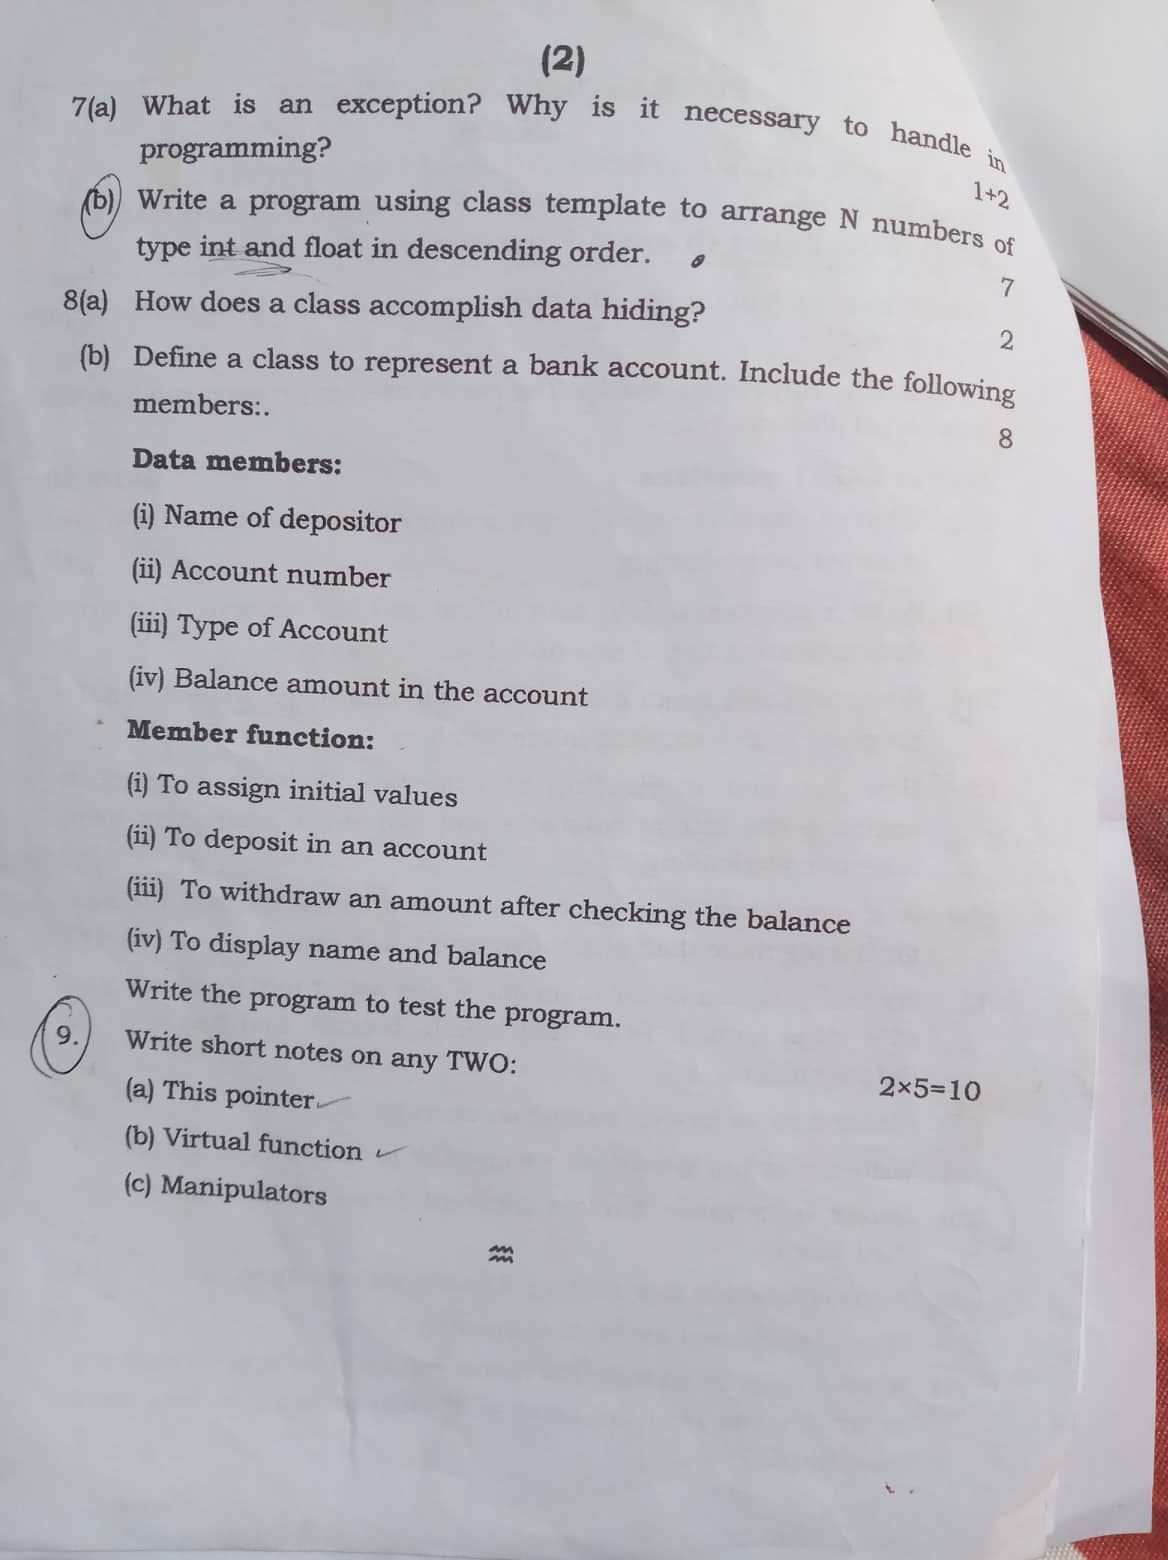 (2)
7(a) What is an exception? Why is it necessary to handle in
programming?
1+2
(b) Write a program using class template to arrange N numbers of
type int and float in descending order.
7
8(a) How does a class accomplish data hiding?
2
(b) Define a class to represent a bank account. Include the following
members:.
8
Data members:
(i) Name of depositor
(ii) Account number
(iii) Type of Account
(iv) Balance amount in the account
Member function:
(i) To assign initial values
(ii) To deposit in an account
(iii) To withdraw an amount after checking the balance
(iv) To display name and balance
Write the program to test the program.
9. Write short notes on any TWO:
2×5=10
(a) This pointer
(b) Virtual function
(c) Manipulators